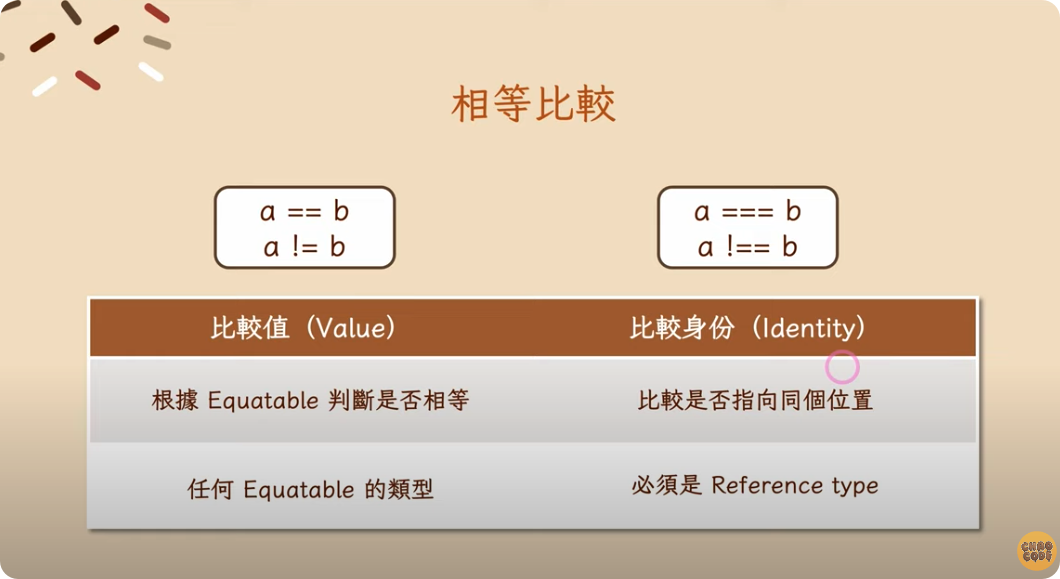 相等比較
a == b
a != b
a === b
a !== b
比較值（Value）
比較身份（Identity）
根據 Equatable 判斷是否相等
比較是否指向同個位置
任何 Equatable 的類型
必須是 Reference type
CHAO
CODE